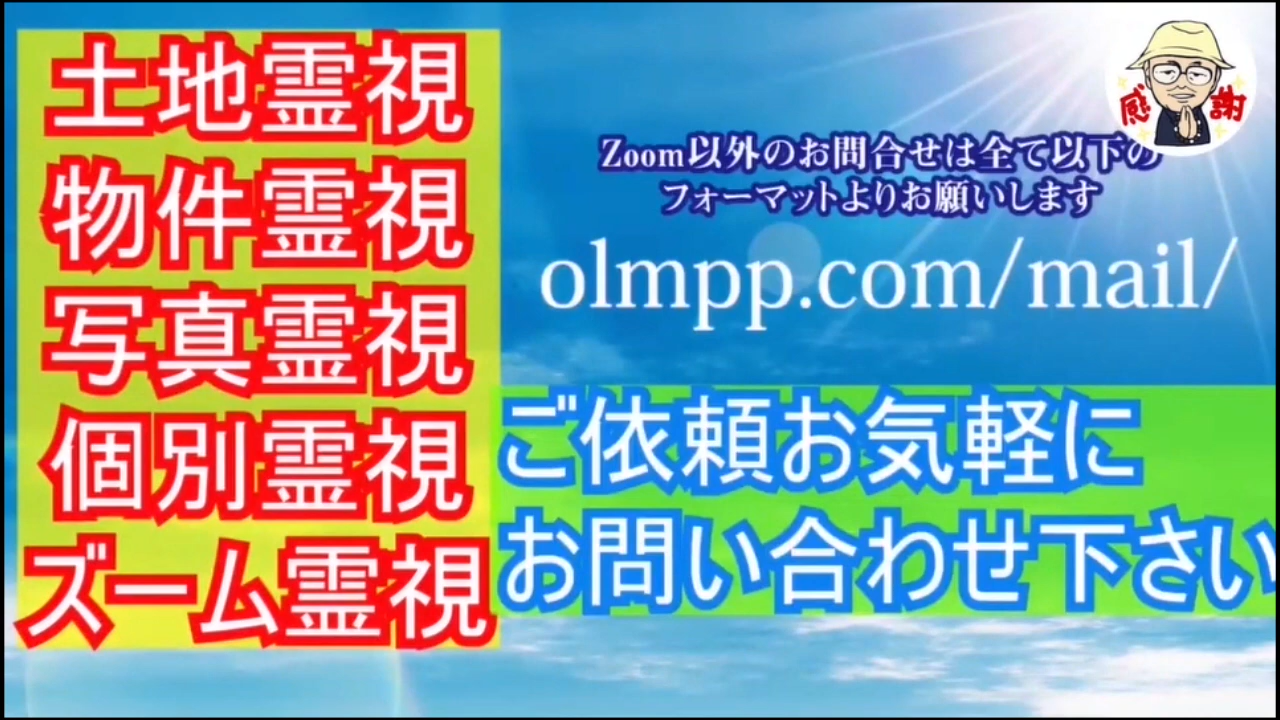 土地霊視
物件霊視
写真霊視
個別霊視
ズーム霊視
感謝
Zoom以外のお問合せは全て以下の
フォーマットよりお願いします
olmpp.com/mail/
ご依頼お気軽に
お問い合わせ下さい